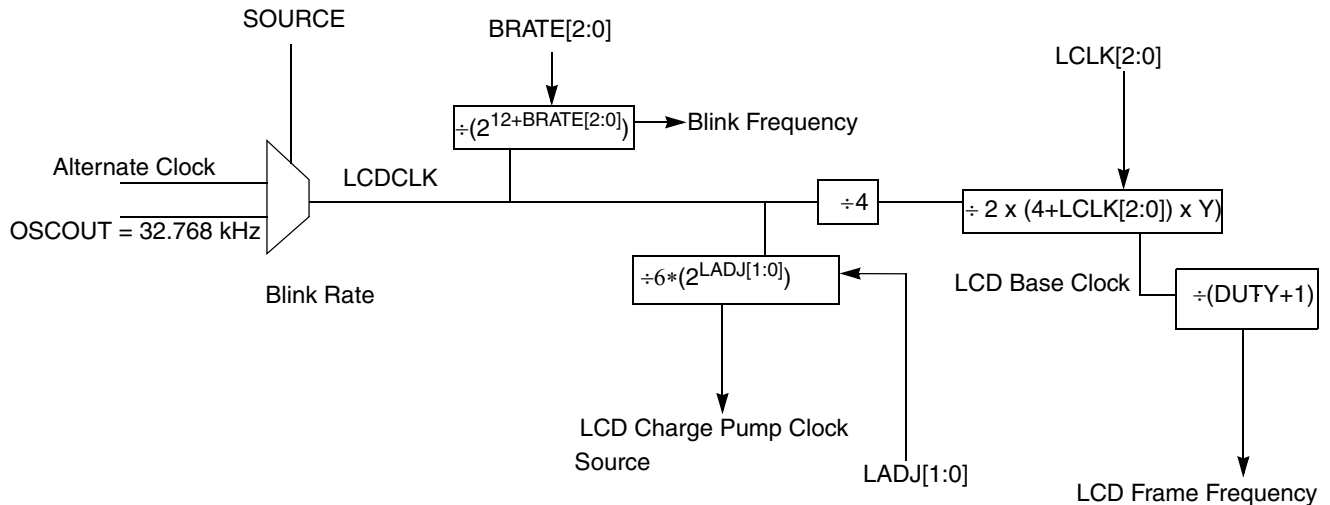 SOURCE
BRATE[2:0]
LCLK[2:0]
÷(2^12+BRATE[2:0])
Blink Frequency
Alternate Clock
LCDCLK
÷4
÷ 2 x (4+LCLK[2:0]) x Y)
OSCOUT = 32.768 kHz
÷6*(2^LADJ[1:0])
LCD Base Clock
÷(DUTY+1)
Blink Rate
LCD Charge Pump Clock
Source
LADJ[1:0]
LCD Frame Frequency